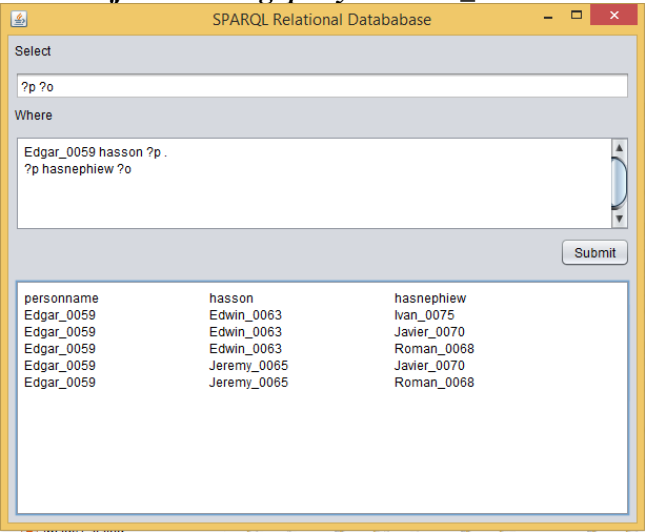 SPARQL Relational Datababase
Select
?p ?o
Where
Edgar_0059 hasson ?p .
?p hasnephiew ?o
Submit
personname hasson hasnephiew
Edgar_0059 Edwin_0063 Ivan_0075
Edgar_0059 Edwin_0063 Javier_0070
Edgar_0059 Edwin_0063 Roman_0068
Edgar_0059 Jeremy_0065 Javier_0070
Edgar_0059 Jeremy_0065 Roman_0068